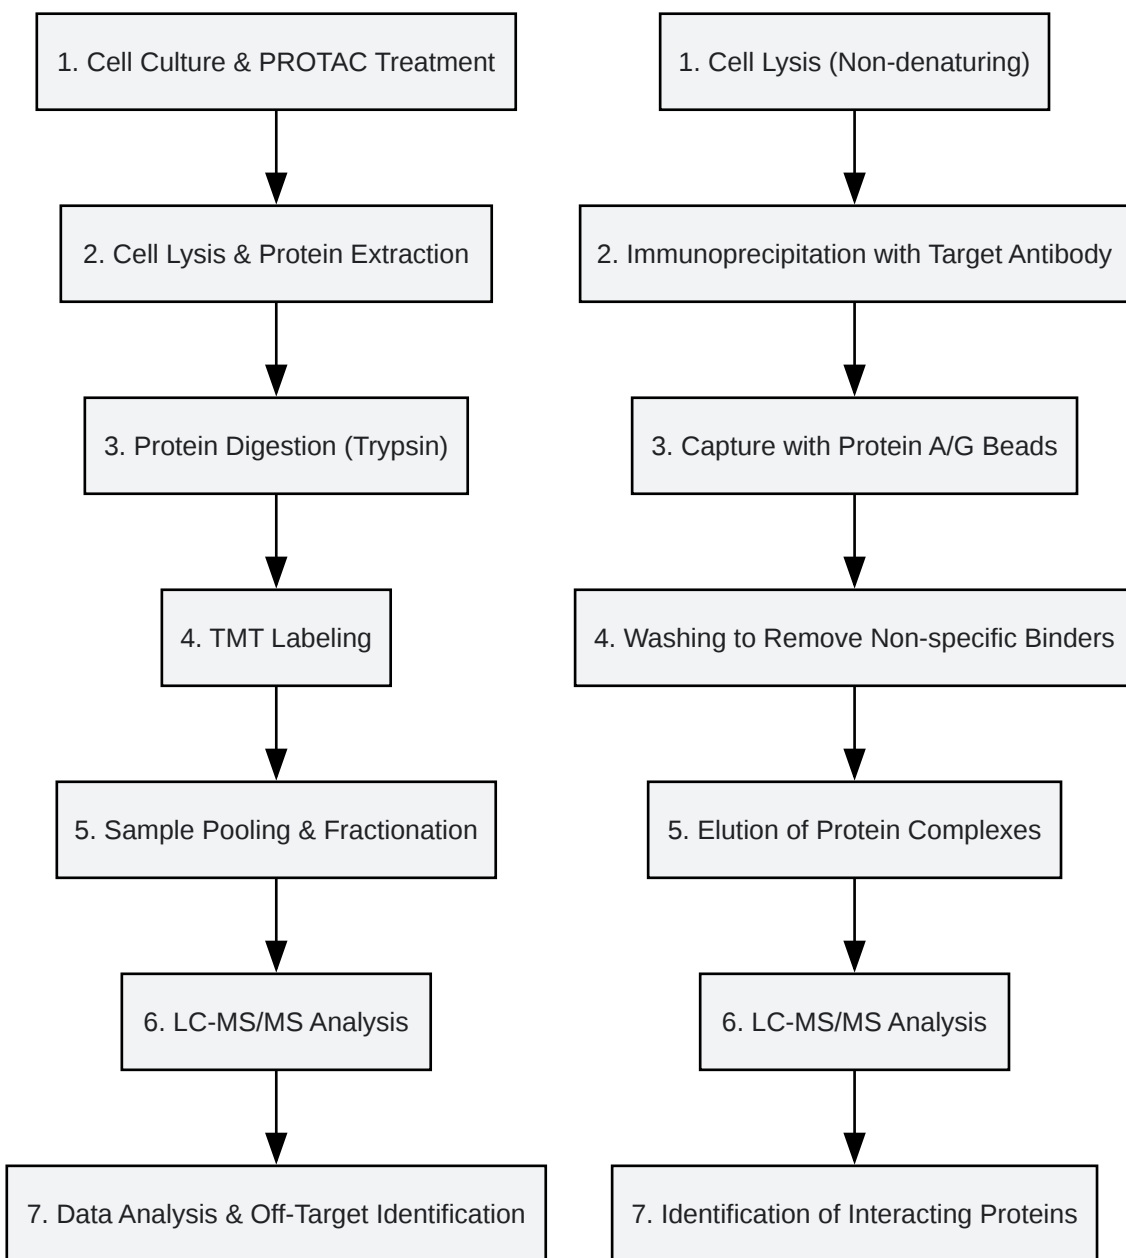 1. Cell Culture & PROTAC Treatment
2. Cell Lysis & Protein Extraction
3. Protein Digestion (Trypsin)
4. TMT Labeling
5. Sample Pooling & Fractionation
6. LC-MS/MS Analysis
7. Data Analysis & Off-Target Identification
1. Cell Lysis (Non-denaturing)
2. Immunoprecipitation with Target Antibody
3. Capture with Protein A/G Beads
4. Washing to Remove Non-specific Binders
5. Elution of Protein Complexes
6. LC-MS/MS Analysis
7. Identification of Interacting Proteins